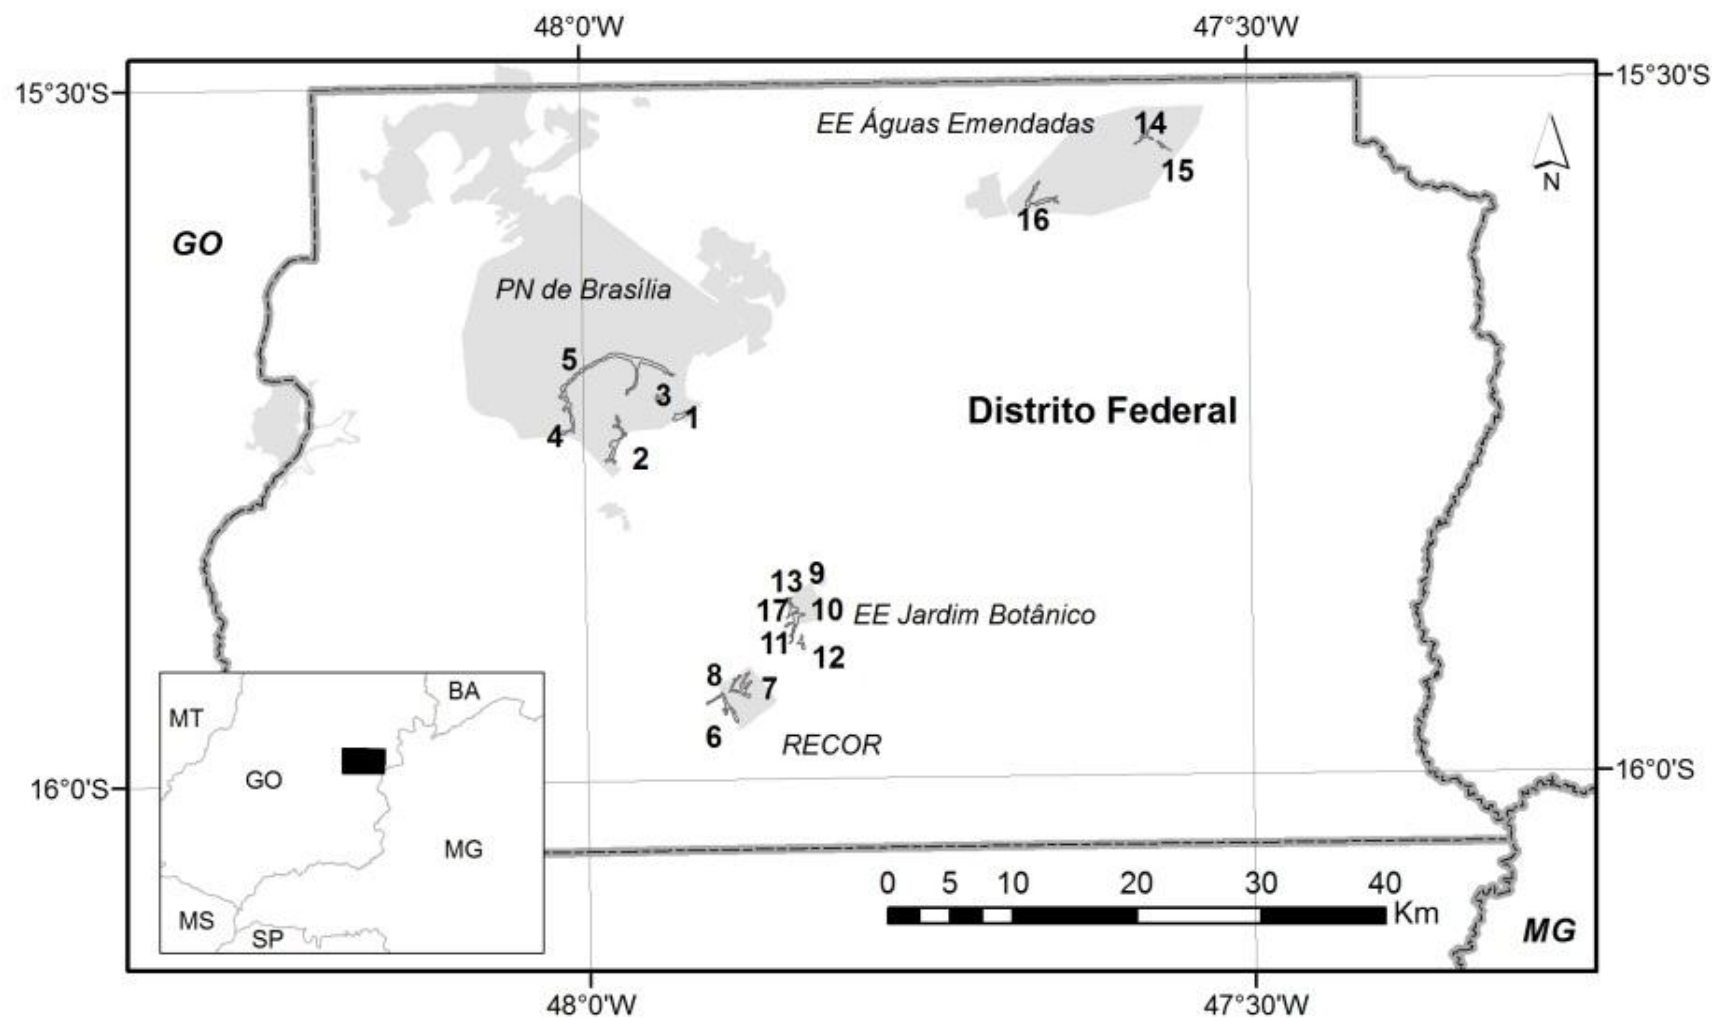 48°0'W 47°30'W
15°30'S 15°30'S
EE Águas Emendadas 14
15
N
16
GO
PN de Brasília
5
3
1
Distrito Federal
4
2
13 9
17 10 EE Jardim Botânico
11 12
8 7
6 RECOR
BA
MT
GO
MG
MS
SP
16°0'S 16°0'S
0 5 10 20 30 40
Km
MG
48°0'W 47°30'W